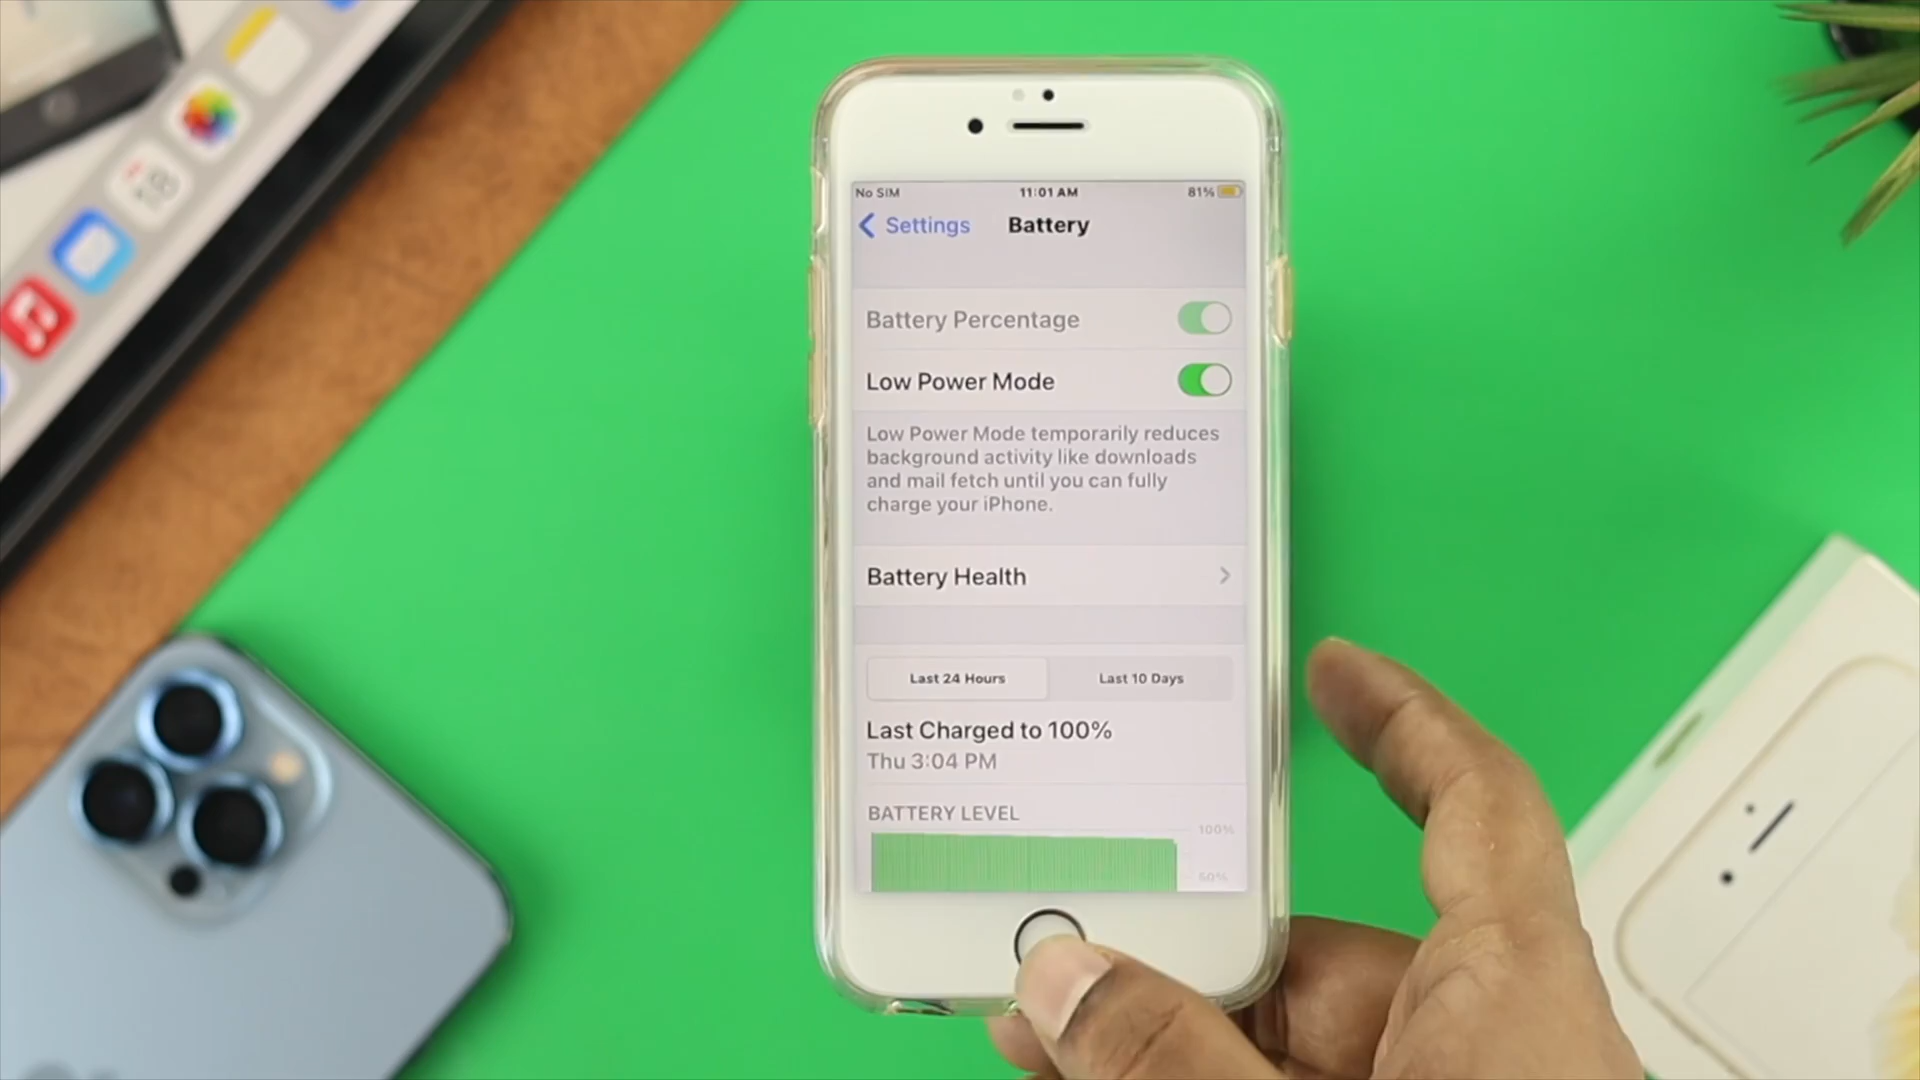 No SIM 11:01 AM 81%
Settings Battery
Battery Percentage
Low Power Mode
Low Power Mode temporarily reduces
background activity like downloads
and mail fetch until you can fully
charge your iPhone.
Battery Health
Last 24 Hours Last 10 Days
Last Charged to 100%
Thu 3:04 PM
BATTERY LEVEL
100%
50%